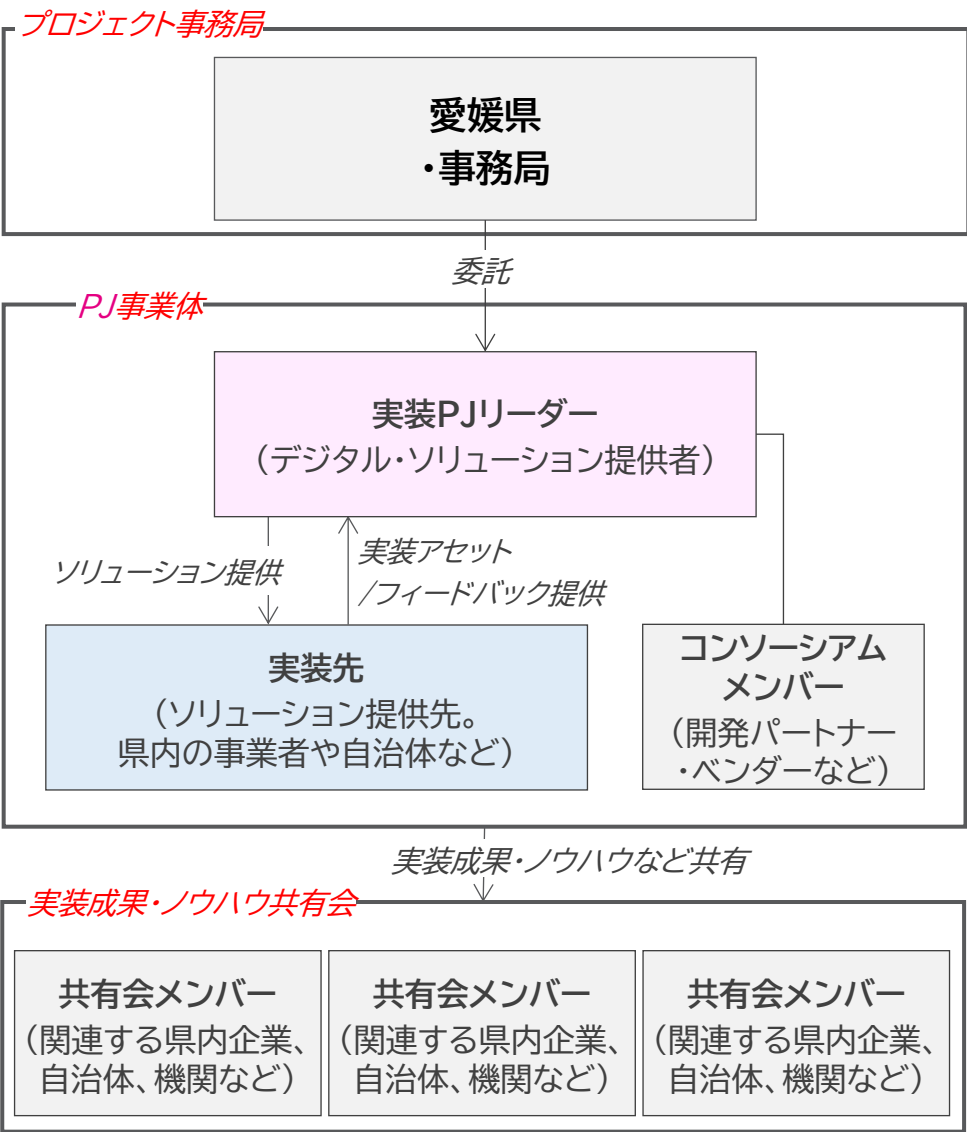 プロジェクト事務局
愛媛県
・事務局
委託
PJ事業体
実装PJリーダー
（デジタル・ソリューション提供者）
ソリューション提供
実装アセット
/フィードバック提供
実装先
（ソリューション提供先。
県内の事業者や自治体など）
コンソーシアム
メンバー
（開発パートナー
・ベンダーなど）
実装成果・ノウハウなど共有
実装成果・ノウハウ共有会
共有会メンバー
（関連する県内企業、
自治体、機関など）
共有会メンバー
（関連する県内企業、
自治体、機関など）
共有会メンバー
（関連する県内企業、
自治体、機関など）